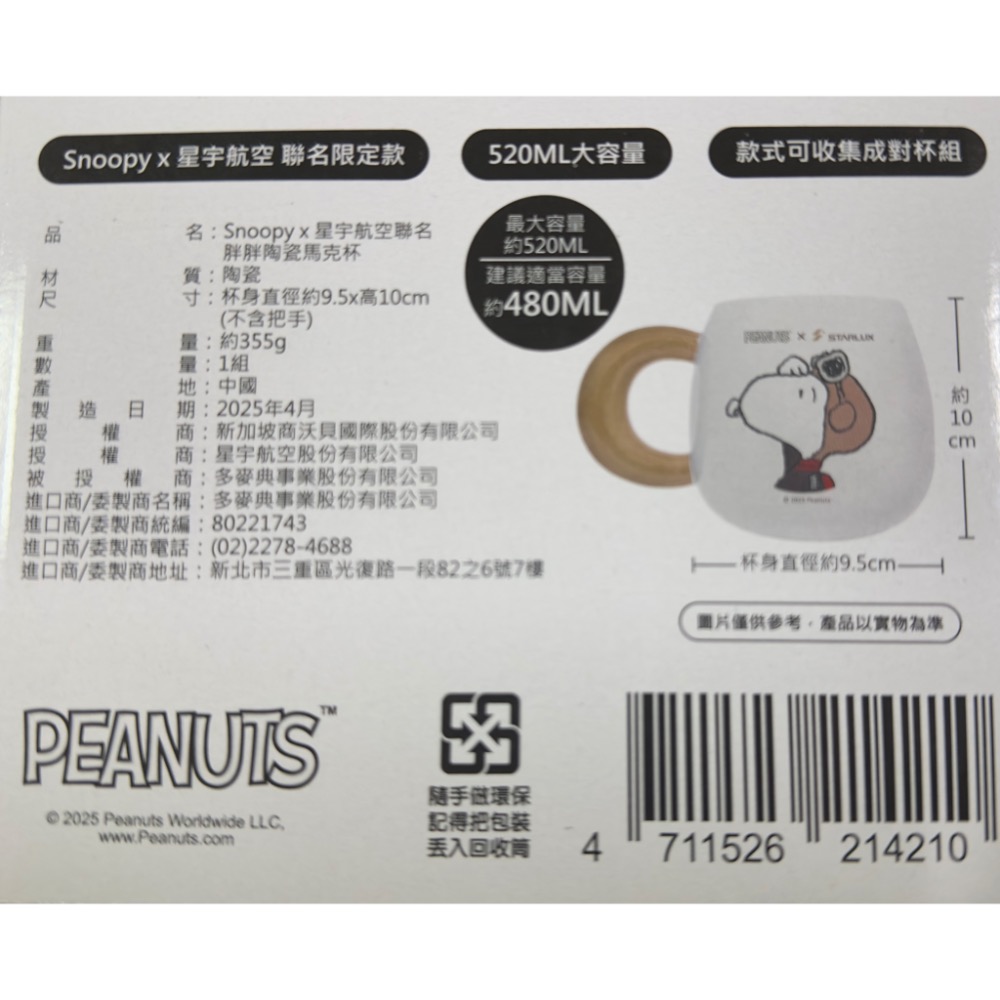 Snoopy x 星宇航空 聯名限定款
520ML大容量
款式可收集成對杯組
品名：Snoopy x 星宇航空聯名
胖胖陶瓷馬克杯
材質：陶瓷
尺寸：杯身直徑約9.5x高10cm
(不含把手)
重量：約355g
數量：1組
產地：中國
製造日期：2025年4月
授權商：新加坡商沃貝國際股份有限公司
授權商：星宇航空股份有限公司
被授權商：多麥典事業股份有限公司
進口商/委製商名稱：多麥典事業股份有限公司
進口商/委製商統編：80221743
進口商/委製商電話：(02)2278-4688
進口商/委製商地址：新北市三重區光復路一段82之6號7樓
最大容量
約520ML
建議適當容量
約480ML
PEANUTS x STARLUX
© 2025 PEANUTS
約
10
cm
杯身直徑約9.5cm
圖片僅供參考，產品以實物為準
PEANUTS™
© 2025 Peanuts Worldwide LLC,
www.Peanuts.com
隨手做環保
記得把包裝
丟入回收筒
4 711526 214210